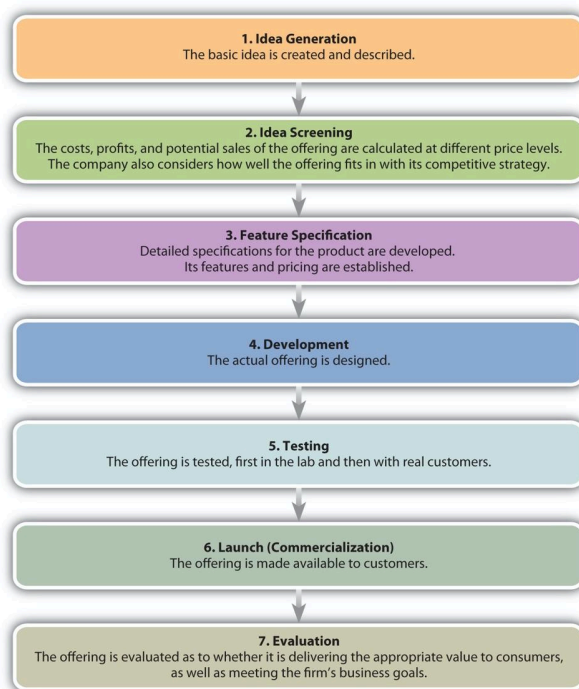 1. Idea Generation
The basic idea is created and described.
2. Idea Screening
The costs, profits, and potential sales of the offering are calculated at different price levels.
The company also considers how well the offering fits in with its competitive strategy.
3. Feature Specification
Detailed specifications for the product are developed.
Its features and pricing are established.
4. Development
The actual offering is designed.
5. Testing
The offering is tested, first in the lab and then with real customers.
6. Launch (Commercialization)
The offering is made available to customers.
7. Evaluation
The offering is evaluated as to whether it is delivering the appropriate value to consumers,
as well as meeting the firm's business goals.